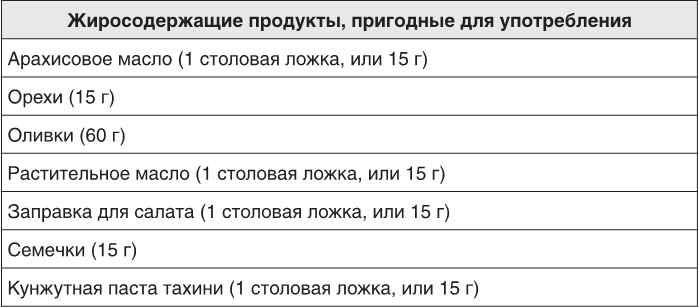 Жиросодержащие продукты, пригодные для употребления
Арахисовое масло (1 столовая ложка, или 15 г)
Орехи (15 г)
Оливки (60 г)
Растительное масло (1 столовая ложка, или 15 г)
Заправка для салата (1 столовая ложка, или 15 г)
Семечки (15 г)
Кунжутная паста тахини (1 столовая ложка, или 15 г)